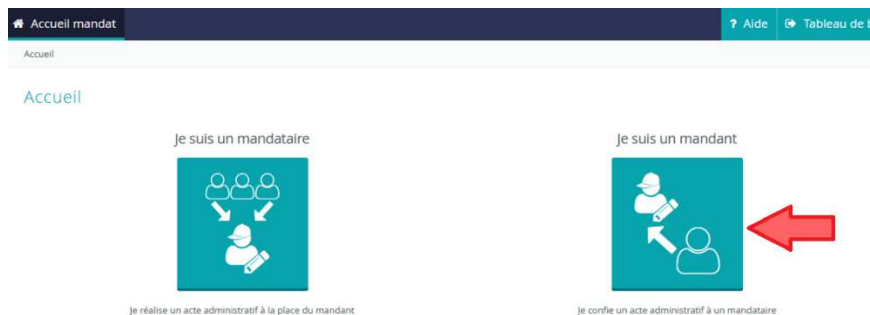 Accueil mandat
? Aide
Tableau de
Accueil
Accueil
Je suis un mandataire
Je suis un mandant
Je réalise un acte administratif à la place du mandant
Je confie un acte administratif à un mandataire